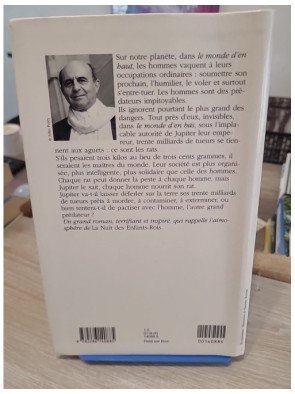 Sur notre planète, dans le monde d'en
haut, les hommes vaquent à leurs
occupations ordinaires : soumettre son
prochain, l'humilier, le voler et surtout
s'entre-tuer. Les hommes sont des pré-
dateurs impitoyables.
Ils ignorent pourtant le plus grand des
dangers. Tout près d'eux, invisibles,
dans le monde d'en bas, sous l'impla-
cable autorité de Jupiter leur empe-
reur, trente milliards de tueurs se tien-
nent aux aguets : ce sont les rats.
S'ils pesaient trois kilos au lieu de trois cents grammes, il
seraient les maîtres du monde. Leur société est plus organi-
sée, plus intelligente, plus solidaire que celle des hommes.
Chaque rat peut donner la peste à chaque homme, mais
Jupiter le sait, chaque homme nourrit son rat.
Jupiter va-t-il laisser déferler sur la terre ses trente milliards
de tueurs prêts à mordre, à contaminer, à exterminer, ou
bien tentera-t-il de pactiser avec l'homme, l'autre grand
prédateur ?
Un grand roman, terrifiant et inspiré, qui rappelle l'atmo-
sphère de La Nuit des Enfants-Rois.